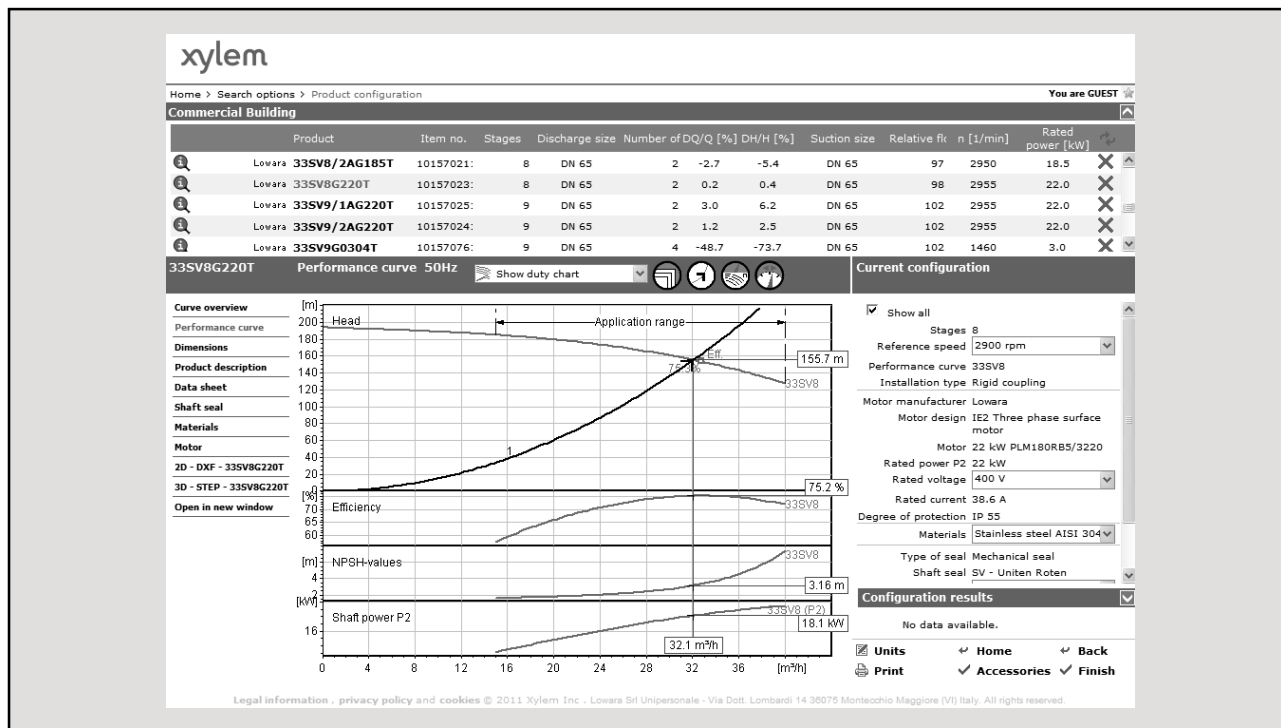 xylem
Home > Search options > Product configuration You are GUEST
Commercial Building
Product Item no. Stages Discharge size Number of DQ/Q [%] DH/H [%] Suction size Relative flo n [1/min] Rated power [kW]
Lowara 33SV8/2AG185T 10157021: 8 DN 65 2 -2.7 -5.4 DN 65 97 2950 18.5
Lowara 33SV8G220T 10157023: 8 DN 65 2 0.2 0.4 DN 65 98 2955 22.0
Lowara 33SV9/1AG220T 10157025: 9 DN 65 2 3.0 6.2 DN 65 102 2955 22.0
Lowara 33SV9/2AG220T 10157024: 9 DN 65 2 1.2 2.5 DN 65 102 2955 22.0
Lowara 33SV9G0304T 10157076: 9 DN 65 4 -48.7 -73.7 DN 65 102 1460 3.0
33SV8G220T Performance curve 50Hz Show duty chart Current configuration
Curve overview
Performance curve
Dimensions
Product description
Data sheet
Shaft seal
Materials
Motor
2D - DXF - 33SV8G220T
3D - STEP - 33SV8G220T
Open in new window
[m]
Head
Application range
200
180
160
140
120
100
80
60
40
20
0
Eff.
155.7 m
33SV8
1
75.2 %
[%]
70
65
60
Efficiency
33SV8
[m]
4
2
NPSH-values
33SV8
3.16 m
[kW]
16
Shaft power P2
33SV8 (P2)
18.1 kW
32.1 m³/h
0 4 8 12 16 20 24 28 32 36 [m³/h]
Show all
Stages 8
Reference speed 2900 rpm
Performance curve 33SV8
Installation type Rigid coupling
Motor manufacturer Lowara
Motor design IE2 Three phase surface
motor
Motor 22 kW PLM180RB5/3220
Rated power P2 22 kW
Rated voltage 400 V
Rated current 38.6 A
Degree of protection IP 55
Materials Stainless steel AISI 304
Type of seal Mechanical seal
Shaft seal SV - Uniten Roten
Configuration results
No data available.
Units Home Back
Print Accessories Finish
Legal information . privacy policy and cookies © 2011 Xylem Inc . Lowara Srl Unipersonale - Via Dott. Lombardi 14 36075 Montecchio Maggiore (VI) Italy. All rights reserved.